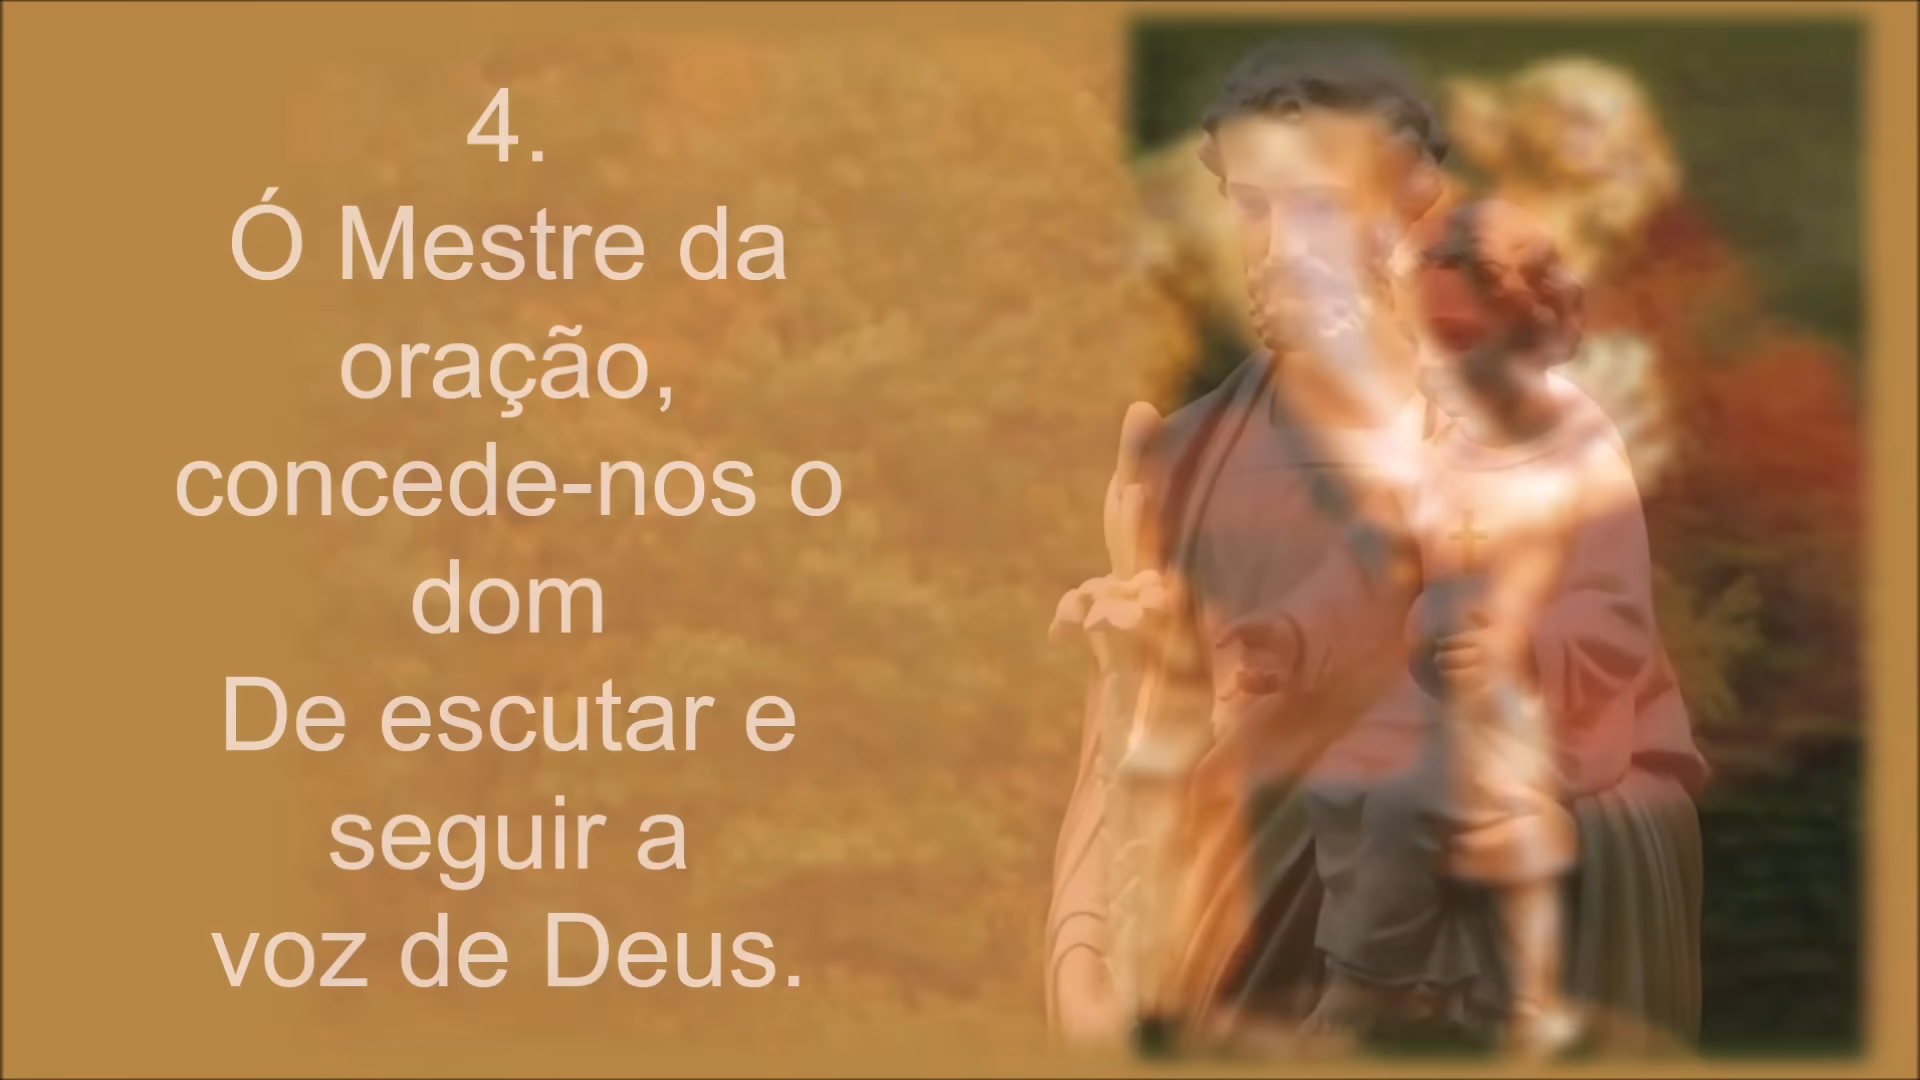 4.
Ó Mestre da
oração,
concede-nos o
dom
De escutar e
seguir a
voz de Deus.